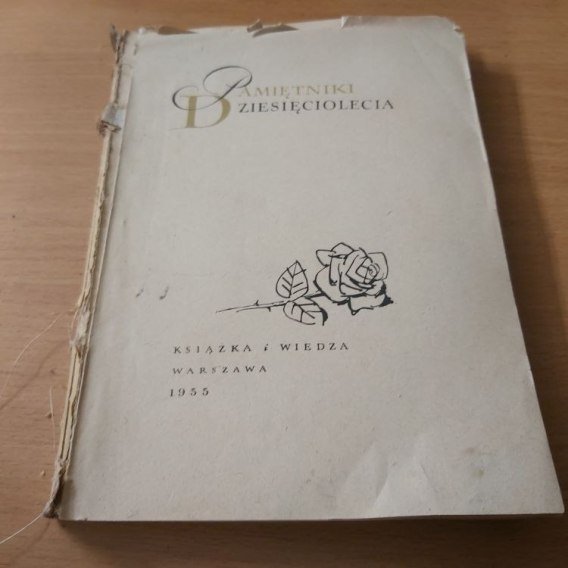 PAMIĘTNIKI
DZIESIĘCIOLECIA
KSIĄŻKA i WIEDZA
WARSZAWA
1955